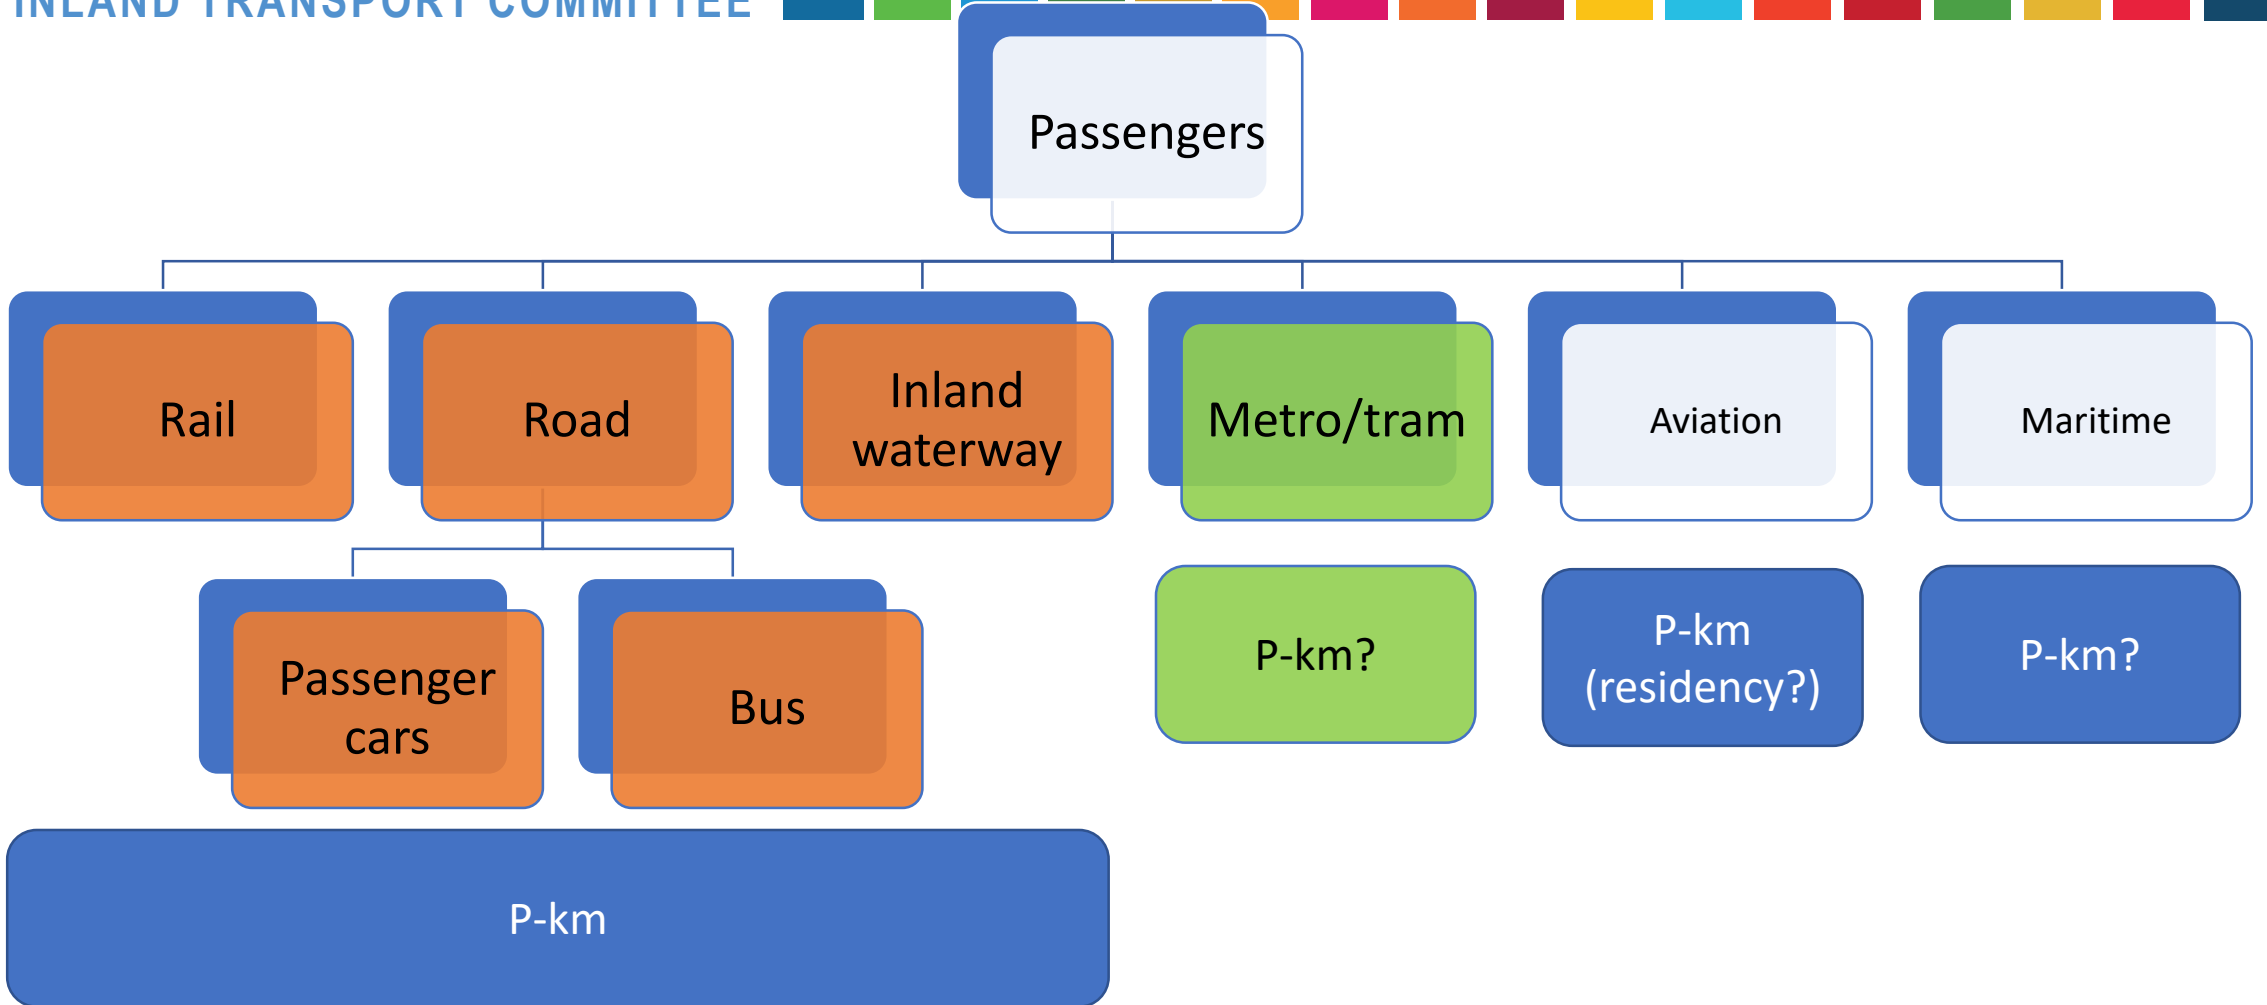 INLAND TRANSPORT COMMITTEE
Passengers
Rail
Road
Inland
waterway
Metro/tram
Aviation
Maritime
Passenger
cars
Bus
P-km?
P-km
(residency?)
P-km?
P-km